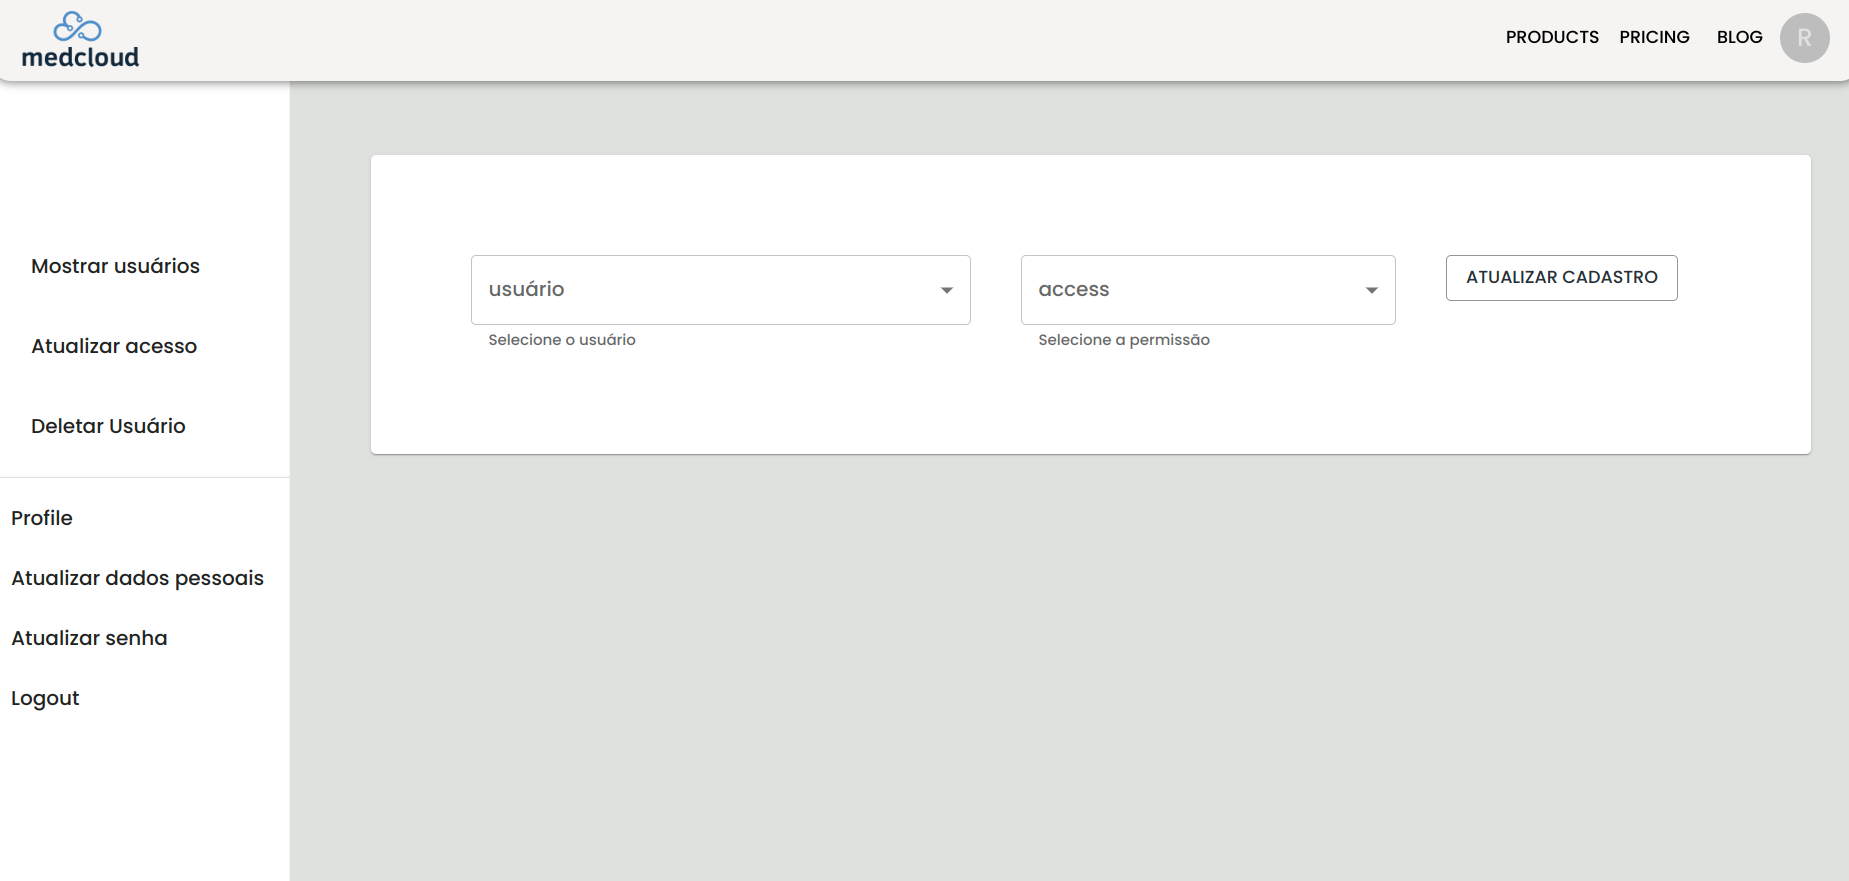 medcloud
PRODUCTS PRICING BLOG R
Mostrar usuários
Atualizar acesso
Deletar Usuário
Profile
Atualizar dados pessoais
Atualizar senha
Logout
usuário
Selecione o usuário
access
Selecione a permissão
ATUALIZAR CADASTRO